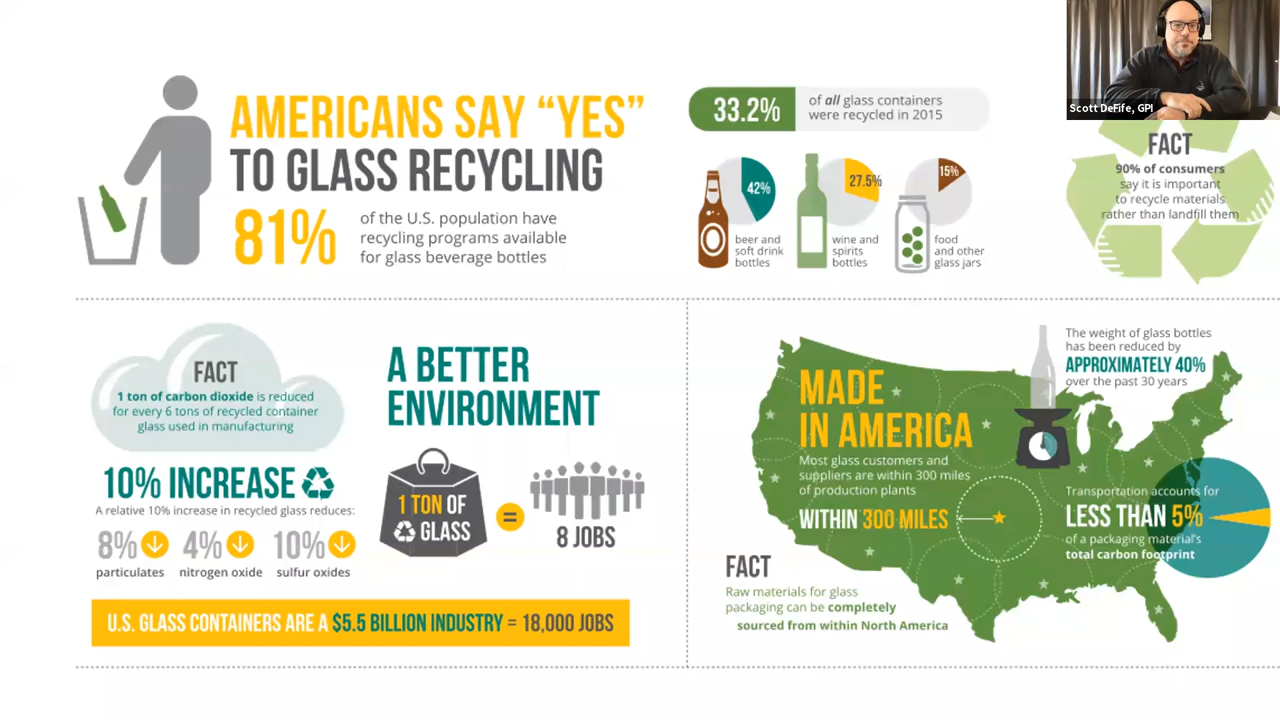 AMERICANS SAY “YES”
TO GLASS RECYCLING
81%
of the U.S. population have
recycling programs available
for glass beverage bottles
33.2%
of all glass containers
were recycled in 2015
42%
beer and
soft drink
bottles
27.5%
wine and
spirits
bottles
15%
food
and other
glass jars
Scott DeFife, GPI
FACT
90% of consumers
say it is important
to recycle materials
rather than landfill them
FACT
1 ton of carbon dioxide is reduced
for every 6 tons of recycled container
glass used in manufacturing
10% INCREASE
A relative 10% increase in recycled glass reduces:
8%
particulates
4%
nitrogen oxide
10%
sulfur oxides
A BETTER
ENVIRONMENT
1 TON OF
GLASS
=
8 JOBS
U.S. GLASS CONTAINERS ARE A $5.5 BILLION INDUSTRY = 18,000 JOBS
MADE
IN AMERICA
Most glass customers and
suppliers are within 300 miles
of production plants
WITHIN 300 MILES
FACT
Raw materials for glass
packaging can be completely
sourced from within North America
The weight of glass bottles
has been reduced by
APPROXIMATELY 40%
over the past 30 years
Transportation accounts for
LESS THAN 5%
of a packaging material's
total carbon footprint